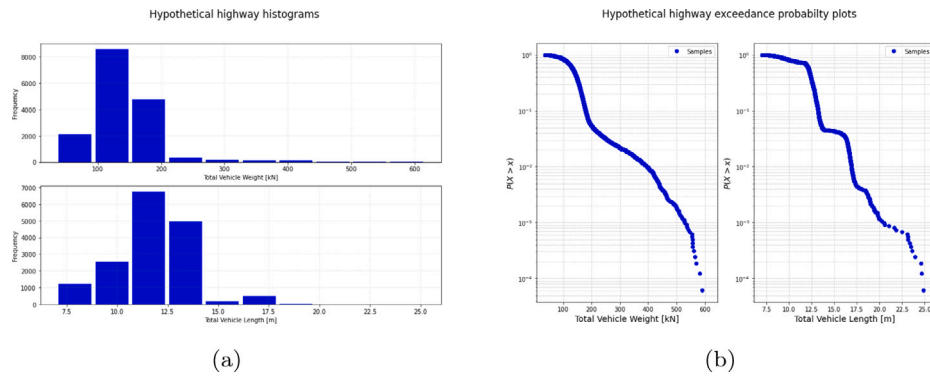 Hypothetical highway histograms
8000
6000
4000
2000
0
Frequency
100 200 300 400 500 600
Total Vehicle Weight [kN]
7000
6000
5000
4000
3000
2000
1000
0
Frequency
7.5 10.0 12.5 15.0 17.5 20.0 22.5 25.0
Total Vehicle Length [m]
(a)
Hypothetical highway exceedance probabilty plots
Samples
10⁰
10⁻¹
10⁻²
10⁻³
10⁻⁴
P(X > x)
100 200 300 400 500 600
Total Vehicle Weight [kN]
Samples
10⁰
10⁻¹
10⁻²
10⁻³
10⁻⁴
P(X > x)
7.5 10.0 12.5 15.0 17.5 20.0 22.5 25.0
Total Vehicle Length [m]
(b)